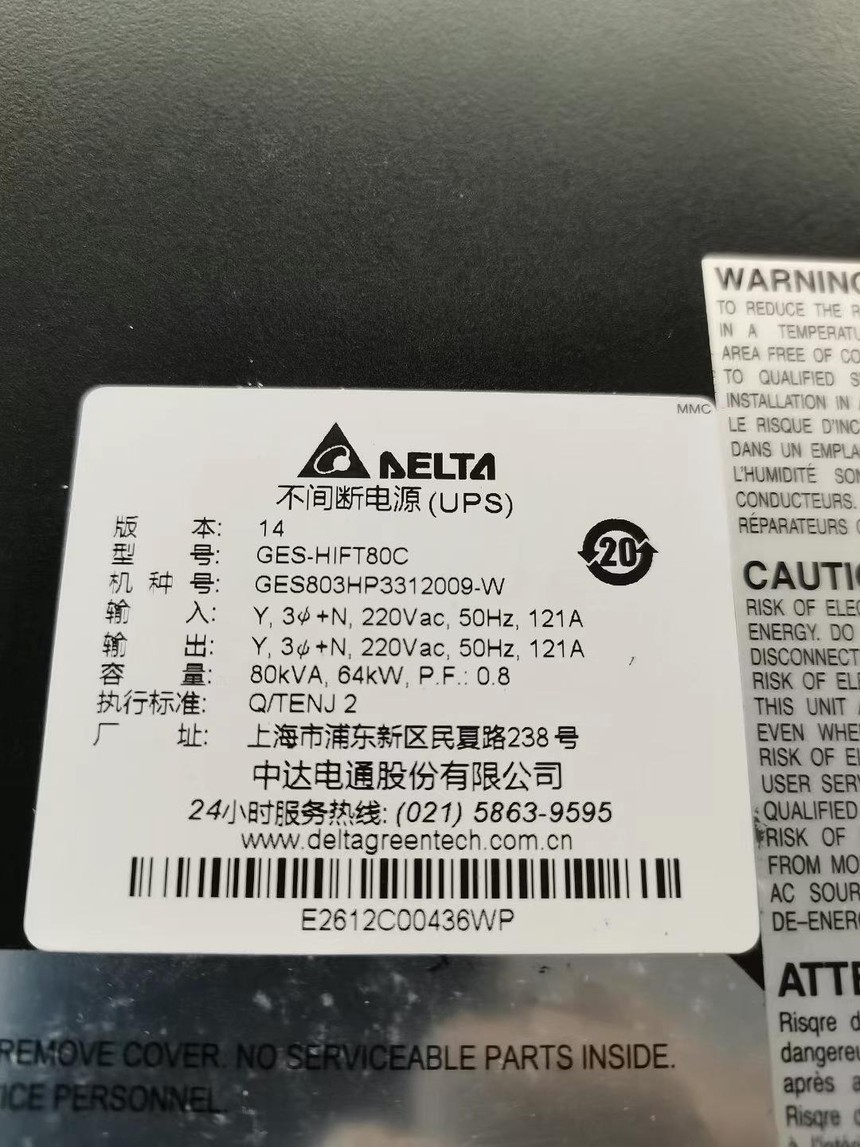 MMC
DELTA
不间断电源(UPS)
版 本: 14
型 号: GES-HIFT80C
机 种 号: GES803HP3312009-W
输 入: Y, 3φ+N, 220Vac, 50Hz, 121A
输 出: Y, 3φ+N, 220Vac, 50Hz, 121A
容 量: 80kVA, 64kW, P.F.: 0.8
执行标准: Q/TENJ 2
厂 址: 上海市浦东新区民夏路238号
中达电通股份有限公司
24小时服务热线: (021) 5863-9595
www.deltagreentech.com.cn
E2612C00436WP
20
WARNING
TO REDUCE THE
IN A TEMPERATU
AREA FREE OF CO
TO QUALIFIED
INSTALLATION IN
LE RISQUE D'INC
DANS UN EMPLA
L'HUMIDITÉ SON
CONDUCTEURS.
RÉPARATEURS
CAUTIO
RISK OF ELEC
ENERGY. DO
DISCONNECT
RISK OF EL
THIS UNIT
EVEN WHE
RISK OF El
USER SERV
QUALIFIED
RISK OF
FROM MO
AC SOUR
DE-ENER
ATTE
Risqre d
dangereu
après a
Risqre
REMOVE COVER. NO SERVICEABLE PARTS INSIDE.
ICE PERSONNEL.